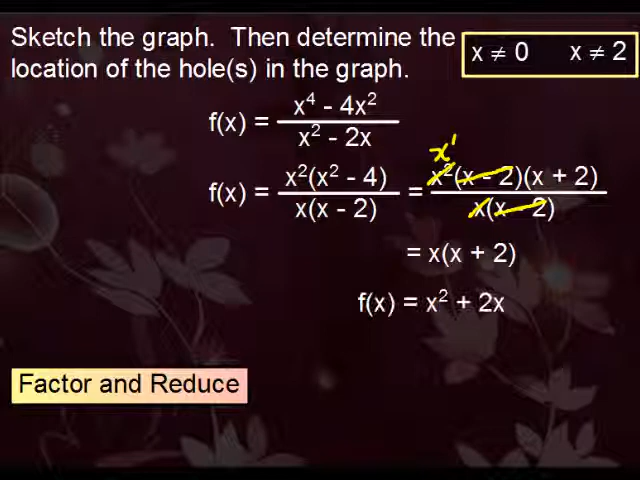 Sketch the graph. Then determine the
location of the hole(s) in the graph.
x ≠ 0 x ≠ 2
f(x) = x⁴ - 4x² / x² - 2x
x¹
f(x) = x²(x² - 4) / x(x - 2) = x²(x - 2)(x + 2) / x(x - 2)
= x(x + 2)
f(x) = x² + 2x
Factor and Reduce